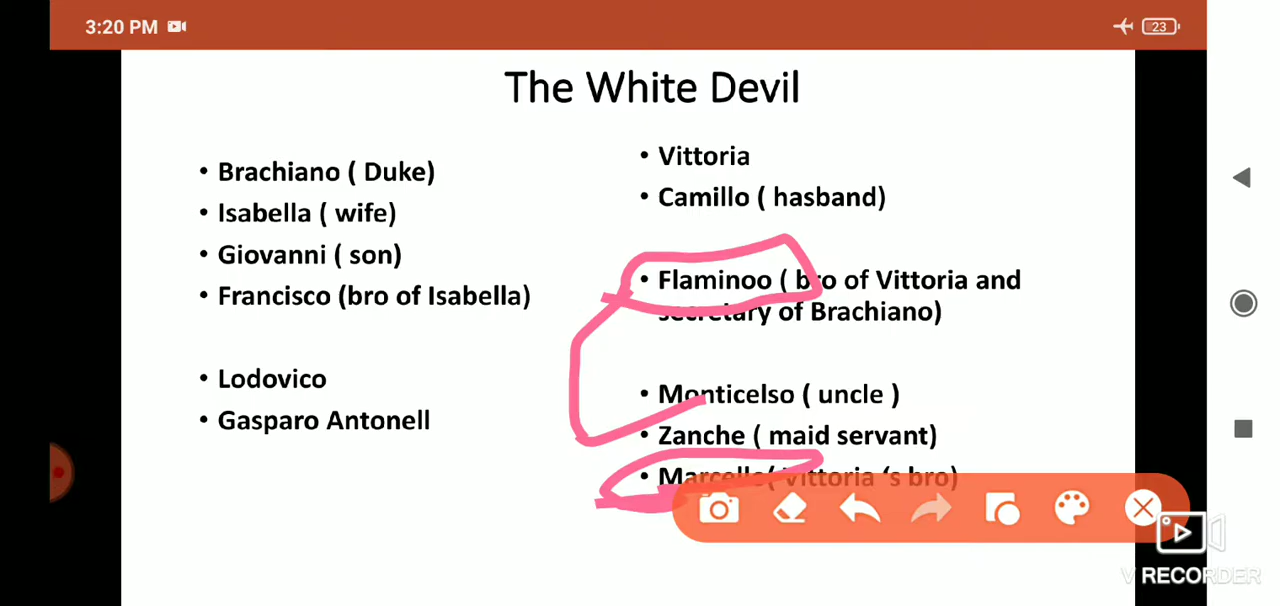 3:20 PM
23
The White Devil
• Brachiano ( Duke)
• Isabella ( wife)
• Giovanni ( son)
• Francisco (bro of Isabella)
• Lodovico
• Gasparo Antonell
• Vittoria
• Camillo ( hasband)
• Flaminoo ( bro of Vittoria and
secretary of Brachiano)
• Monticelso ( uncle )
• Zanche ( maid servant)
• Marcello( Vittoria ‘s bro)
V RECORDER